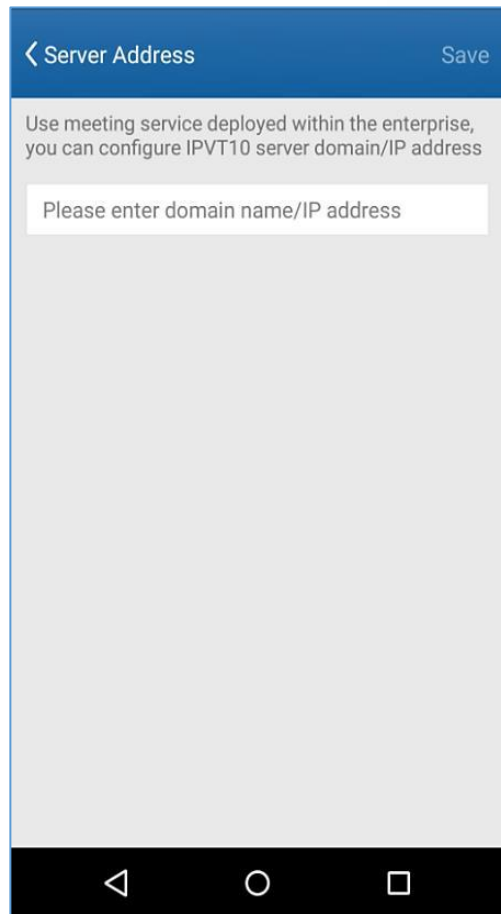 Server Address
Save
Use meeting service deployed within the enterprise,
you can configure IPVT10 server domain/IP address
Please enter domain name/IP address